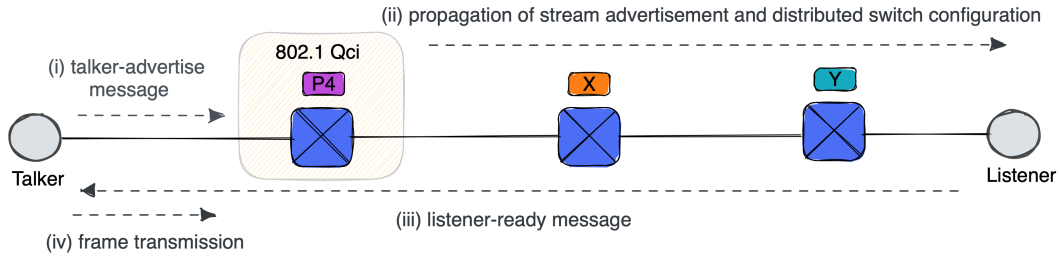 (ii) propagation of stream advertisement and distributed switch configuration
802.1 Qci
(i) talker-advertise
message
P4
X
Y
Talker
Listener
(iii) listener-ready message
(iv) frame transmission